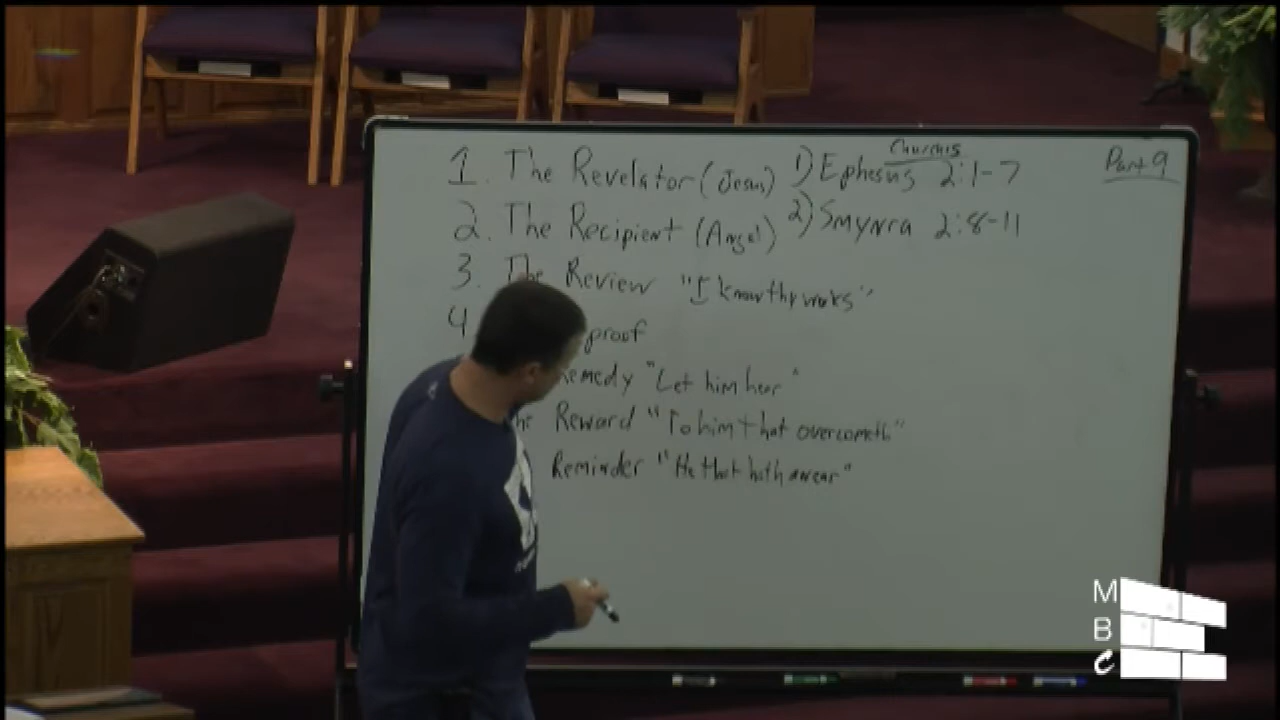 Churchs
Part 9
1. The Revelator (Jesus) 1) Ephesus 2:1-7
2. The Recipient (Angel) 2) Smynra 2:8-11
3. The Review "I know thy works"
4 proof
emedy "Let him hear"
he Reward "To him that overcometh"
Reminder "He that hath an ear"
M
B
C